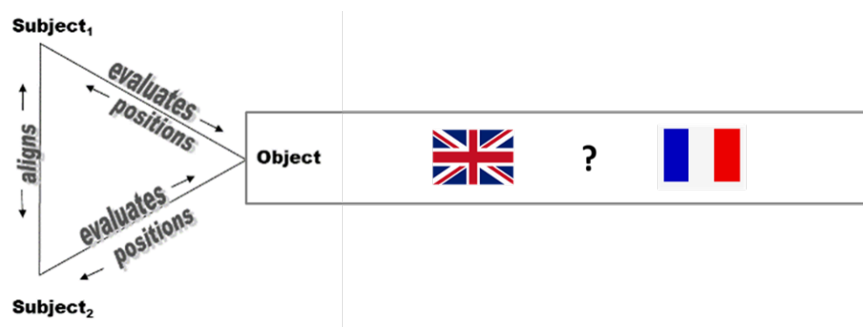 Subject₁
evaluates
positions
aligns
Object
?
evaluates
positions
Subject₂